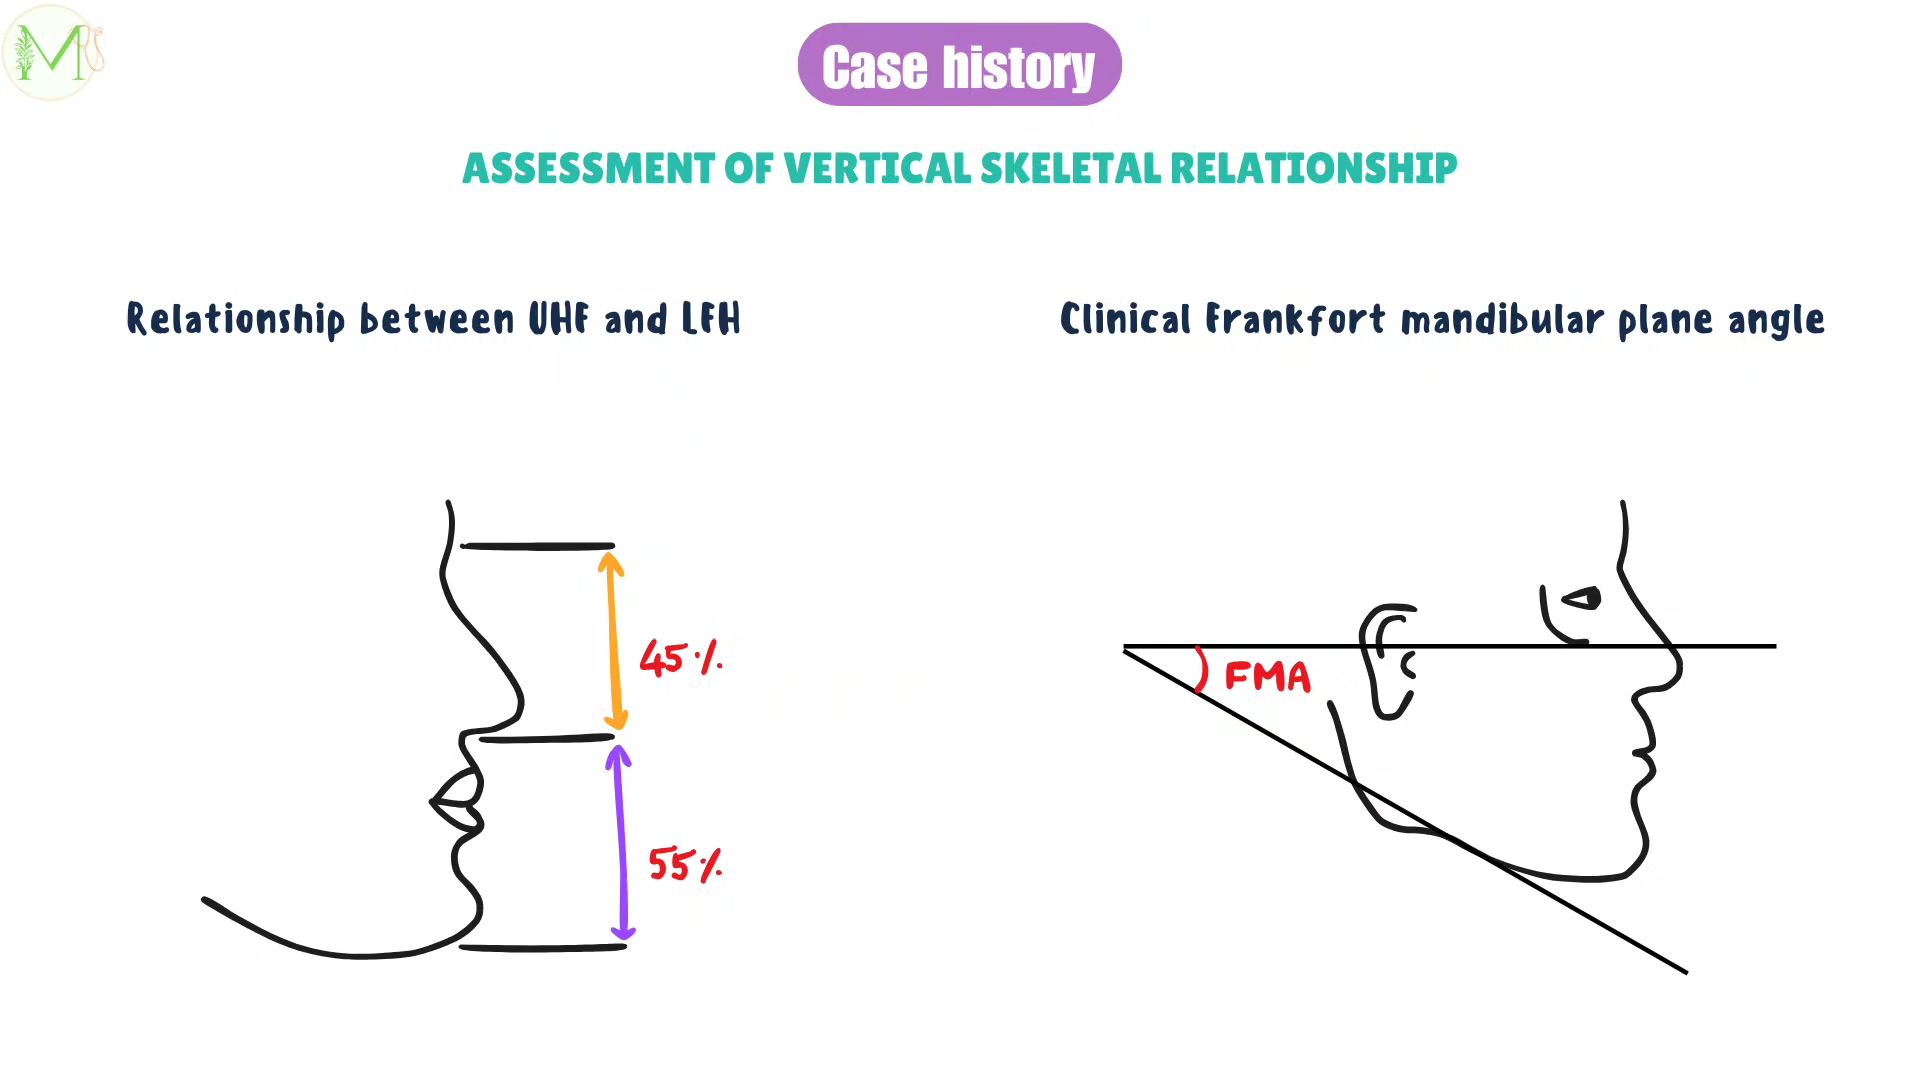 Case history
ASSESSMENT OF VERTICAL SKELETAL RELATIONSHIP
Relationship between UHF and LFH
Clinical Frankfort mandibular plane angle
45%
FMA
55%